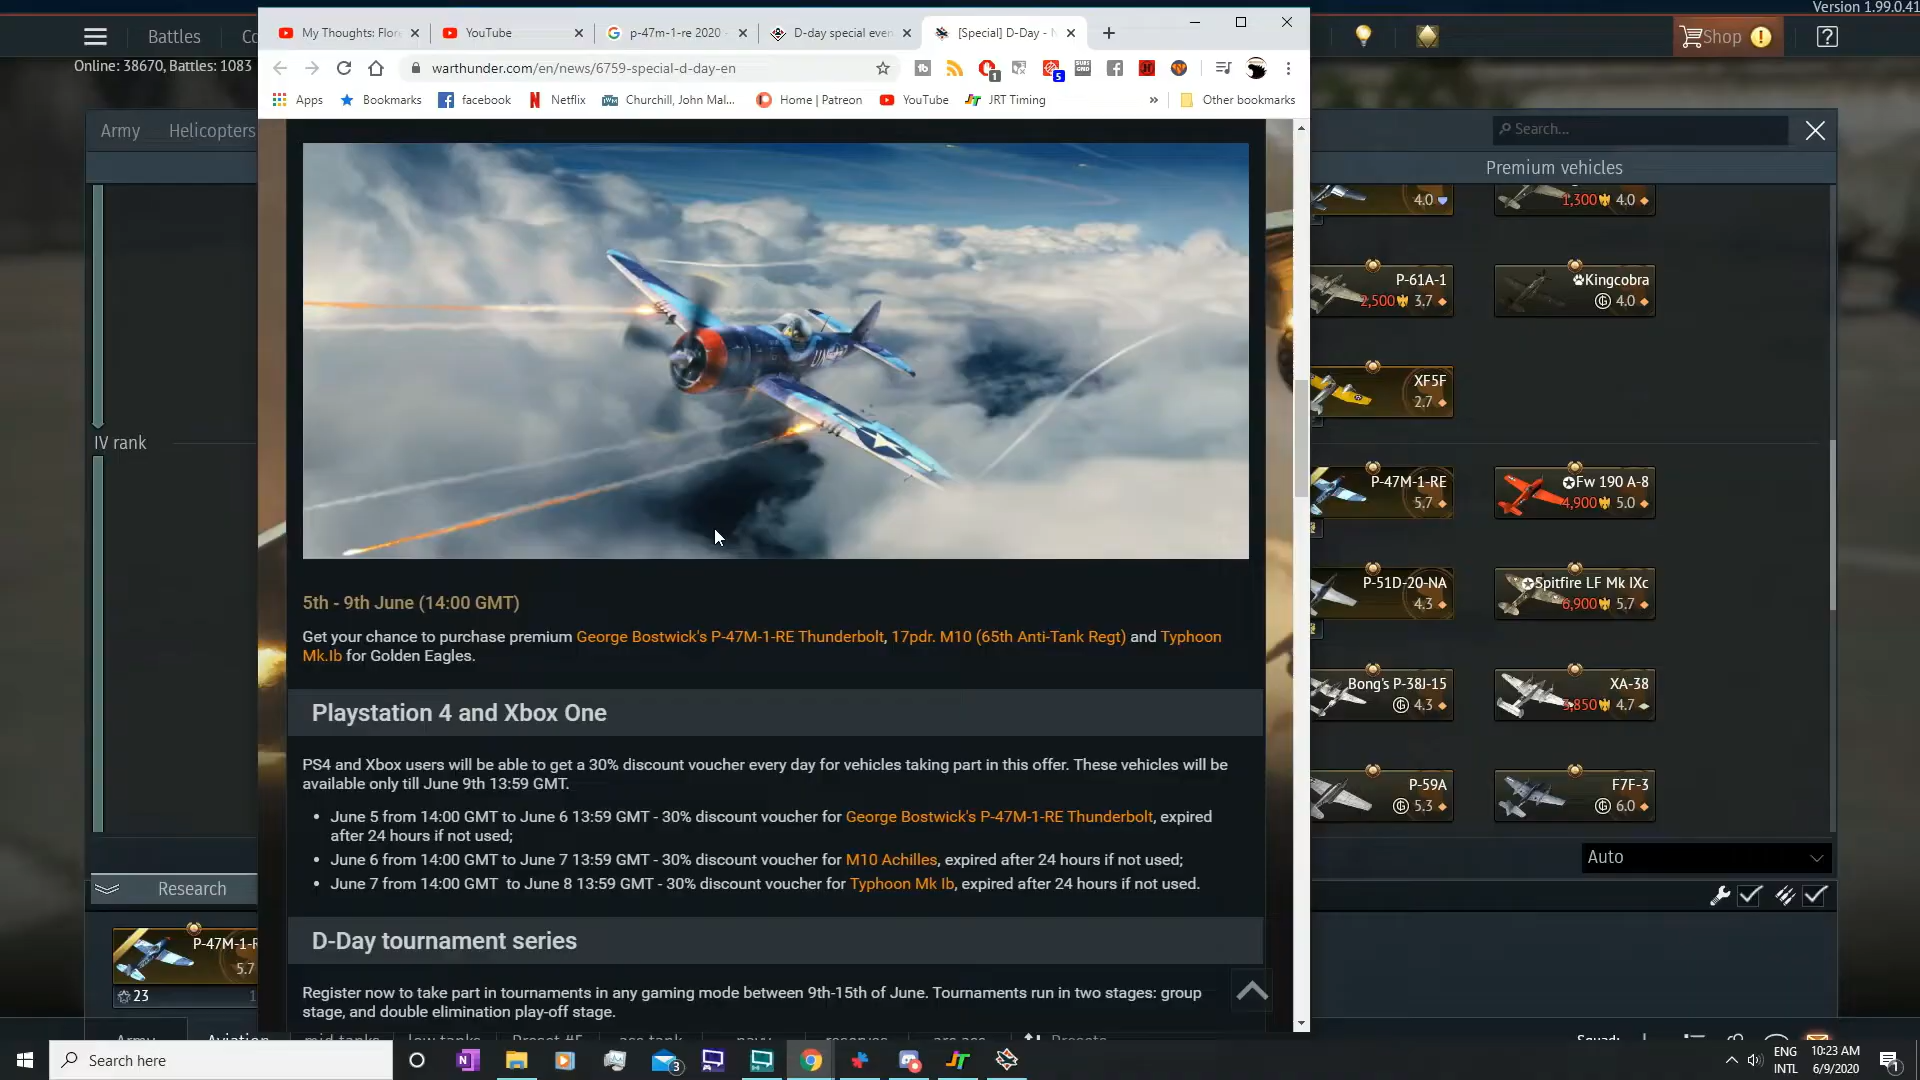 Version 1.99.0.41
Battles
Co
Shop
Online: 38670, Battles: 1083
My Thoughts: Flore
YouTube
p-47m-1-re 2020 -
D-day special even
[Special] D-Day - N
warthunder.com/en/news/6759-special-d-day-en
1
5
Apps
Bookmarks
facebook
Netflix
Churchill, John Mal...
Home | Patreon
YouTube
JRT Timing
»
Other bookmarks
Army
Helicopters
Search...
Premium vehicles
4.0
1,300 4.0
P-61A-1
2,500 3.7
Kingcobra
4.0
XF5F
2.7
IV rank
P-47M-1-RE
5.7
Fw 190 A-8
4,900 5.0
P-51D-20-NA
4.3
Spitfire LF Mk IXc
6,900 5.7
Bong's P-38J-15
4.3
XA-38
3,850 4.7
P-59A
5.3
F7F-3
6.0
5th - 9th June (14:00 GMT)
Get your chance to purchase premium George Bostwick's P-47M-1-RE Thunderbolt, 17pdr. M10 (65th Anti-Tank Regt) and Typhoon
Mk.Ib for Golden Eagles.
Playstation 4 and Xbox One
PS4 and Xbox users will be able to get a 30% discount voucher every day for vehicles taking part in this offer. These vehicles will be
available only till June 9th 13:59 GMT.
• June 5 from 14:00 GMT to June 6 13:59 GMT - 30% discount voucher for George Bostwick's P-47M-1-RE Thunderbolt, expired
after 24 hours if not used;
• June 6 from 14:00 GMT to June 7 13:59 GMT - 30% discount voucher for M10 Achilles, expired after 24 hours if not used;
• June 7 from 14:00 GMT to June 8 13:59 GMT - 30% discount voucher for Typhoon Mk Ib, expired after 24 hours if not used.
D-Day tournament series
Register now to take part in tournaments in any gaming mode between 9th-15th of June. Tournaments run in two stages: group
stage, and double elimination play-off stage.
Auto
Research
P-47M-1-R
5.7
23
Search here
3
ENG
INTL
10:23 AM
6/9/2020
1